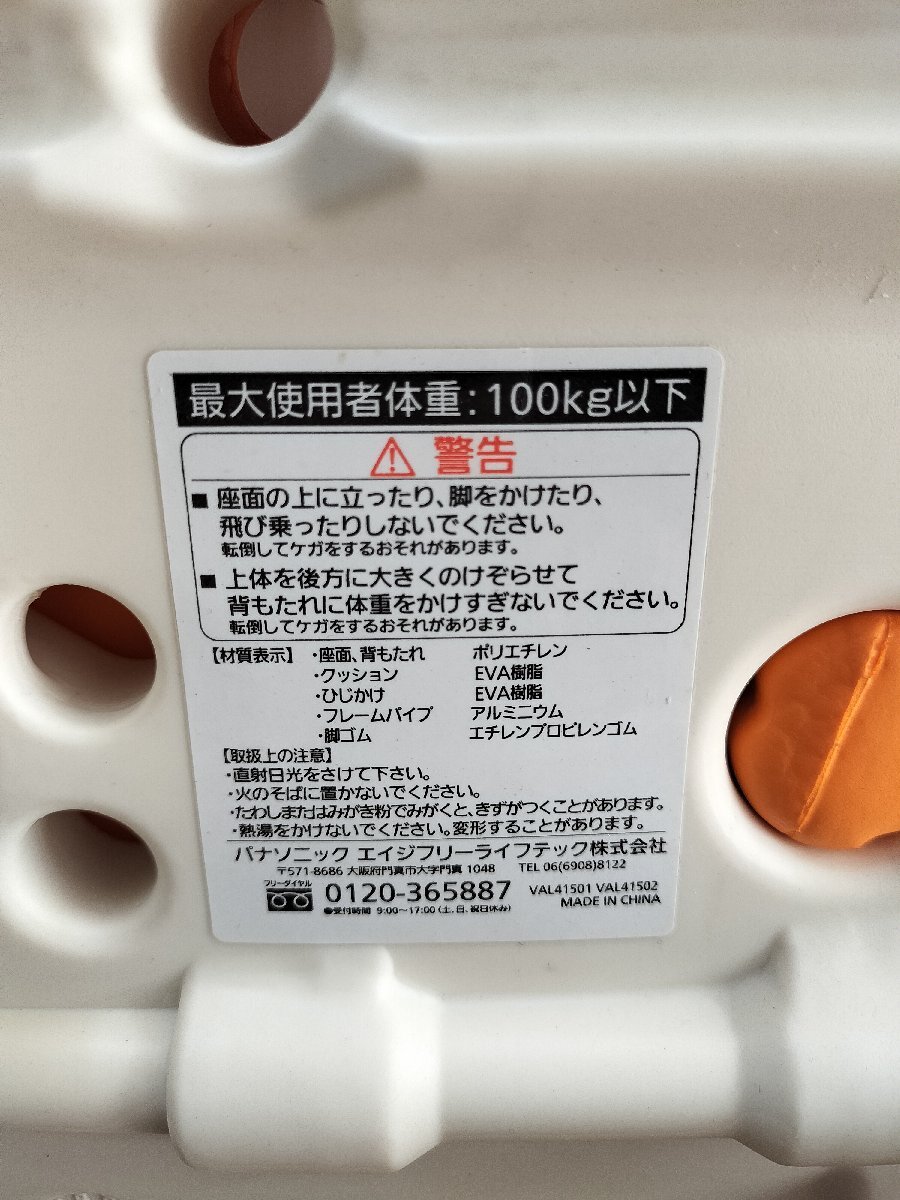 最大使用者体重:100kg以下
⚠ 警告
■ 座面の上に立ったり、脚をかけたり、
飛び乗ったりしないでください。
転倒してケガをするおそれがあります。
■ 上体を後方に大きくのけぞらせて
背もたれに体重をかけすぎないでください。
転倒してケガをするおそれがあります。
【材質表示】 ・座面、背もたれ ポリエチレン
・クッション EVA樹脂
・ひじかけ EVA樹脂
・フレームパイプ アルミニウム
・脚ゴム エチレンプロピレンゴム
【取扱上の注意】
・直射日光をさけて下さい。
・火のそばに置かないでください。
・たわしまたはみがき粉でみがくと、きずがつくことがあります。
・熱湯をかけないでください。変形することがあります。
パナソニック エイジフリーライフテック株式会社
〒571-8686 大阪府門真市大字門真 1048 TEL 06(6908)8122
フリーダイヤル 0120-365887 VAL41501 VAL41502
●受付時間 9:00〜17:00(土、日、祝日休み) MADE IN CHINA